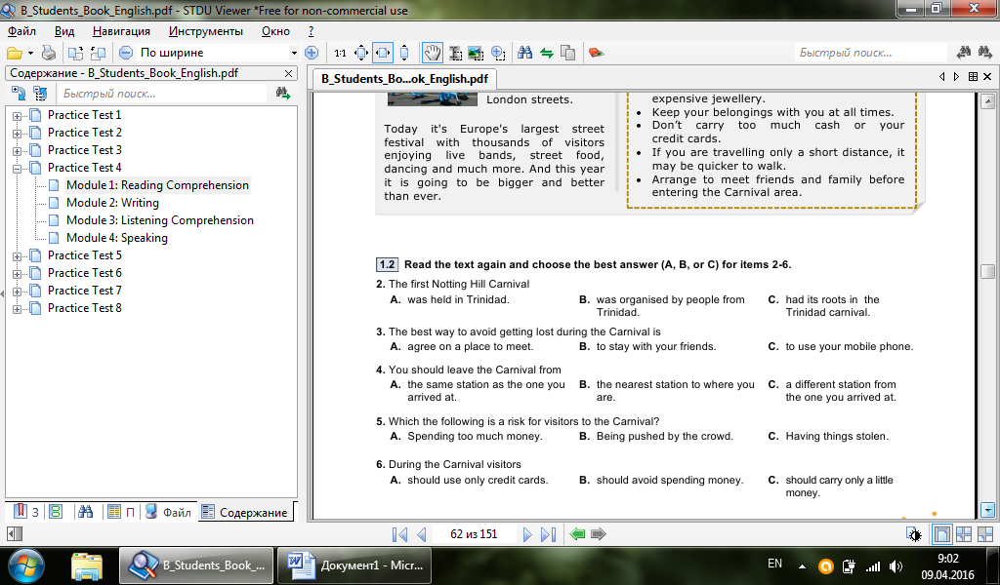 B_Students_Book_English.pdf - STDU Viewer *Free for non-commercial use
Файл Вид Навигация Инструменты Окно ?
По ширине
1:1
Быстрый поиск...
Содержание - B_Students_Book_English.pdf
B_Students_Bo...ok_English.pdf
Быстрый поиск...
Practice Test 1
Practice Test 2
Practice Test 3
Practice Test 4
Module 1: Reading Comprehension
Module 2: Writing
Module 3: Listening Comprehension
Module 4: Speaking
Practice Test 5
Practice Test 6
Practice Test 7
Practice Test 8
З П Файл Содержание
London streets.
Today it's Europe's largest street
festival with thousands of visitors
enjoying live bands, street food,
dancing and much more. And this year
it is going to be bigger and better
than ever.
expensive jewellery.
• Keep your belongings with you at all times.
• Don't carry too much cash or your
credit cards.
• If you are travelling only a short distance, it
may be quicker to walk.
• Arrange to meet friends and family before
entering the Carnival area.
1.2 Read the text again and choose the best answer (A, B, or C) for items 2-6.
2. The first Notting Hill Carnival
A. was held in Trinidad. B. was organised by people from C. had its roots in the
Trinidad. Trinidad carnival.
3. The best way to avoid getting lost during the Carnival is
A. agree on a place to meet. B. to stay with your friends. C. to use your mobile phone.
4. You should leave the Carnival from
A. the same station as the one you B. the nearest station to where you C. a different station from
arrived at. are. the one you arrived at.
5. Which the following is a risk for visitors to the Carnival?
A. Spending too much money. B. Being pushed by the crowd. C. Having things stolen.
6. During the Carnival visitors
A. should use only credit cards. B. should avoid spending money. C. should carry only a little
money.
62 из 151
B_Students_Book_... Документ1 - Micr... EN 9:02
09.04.2016